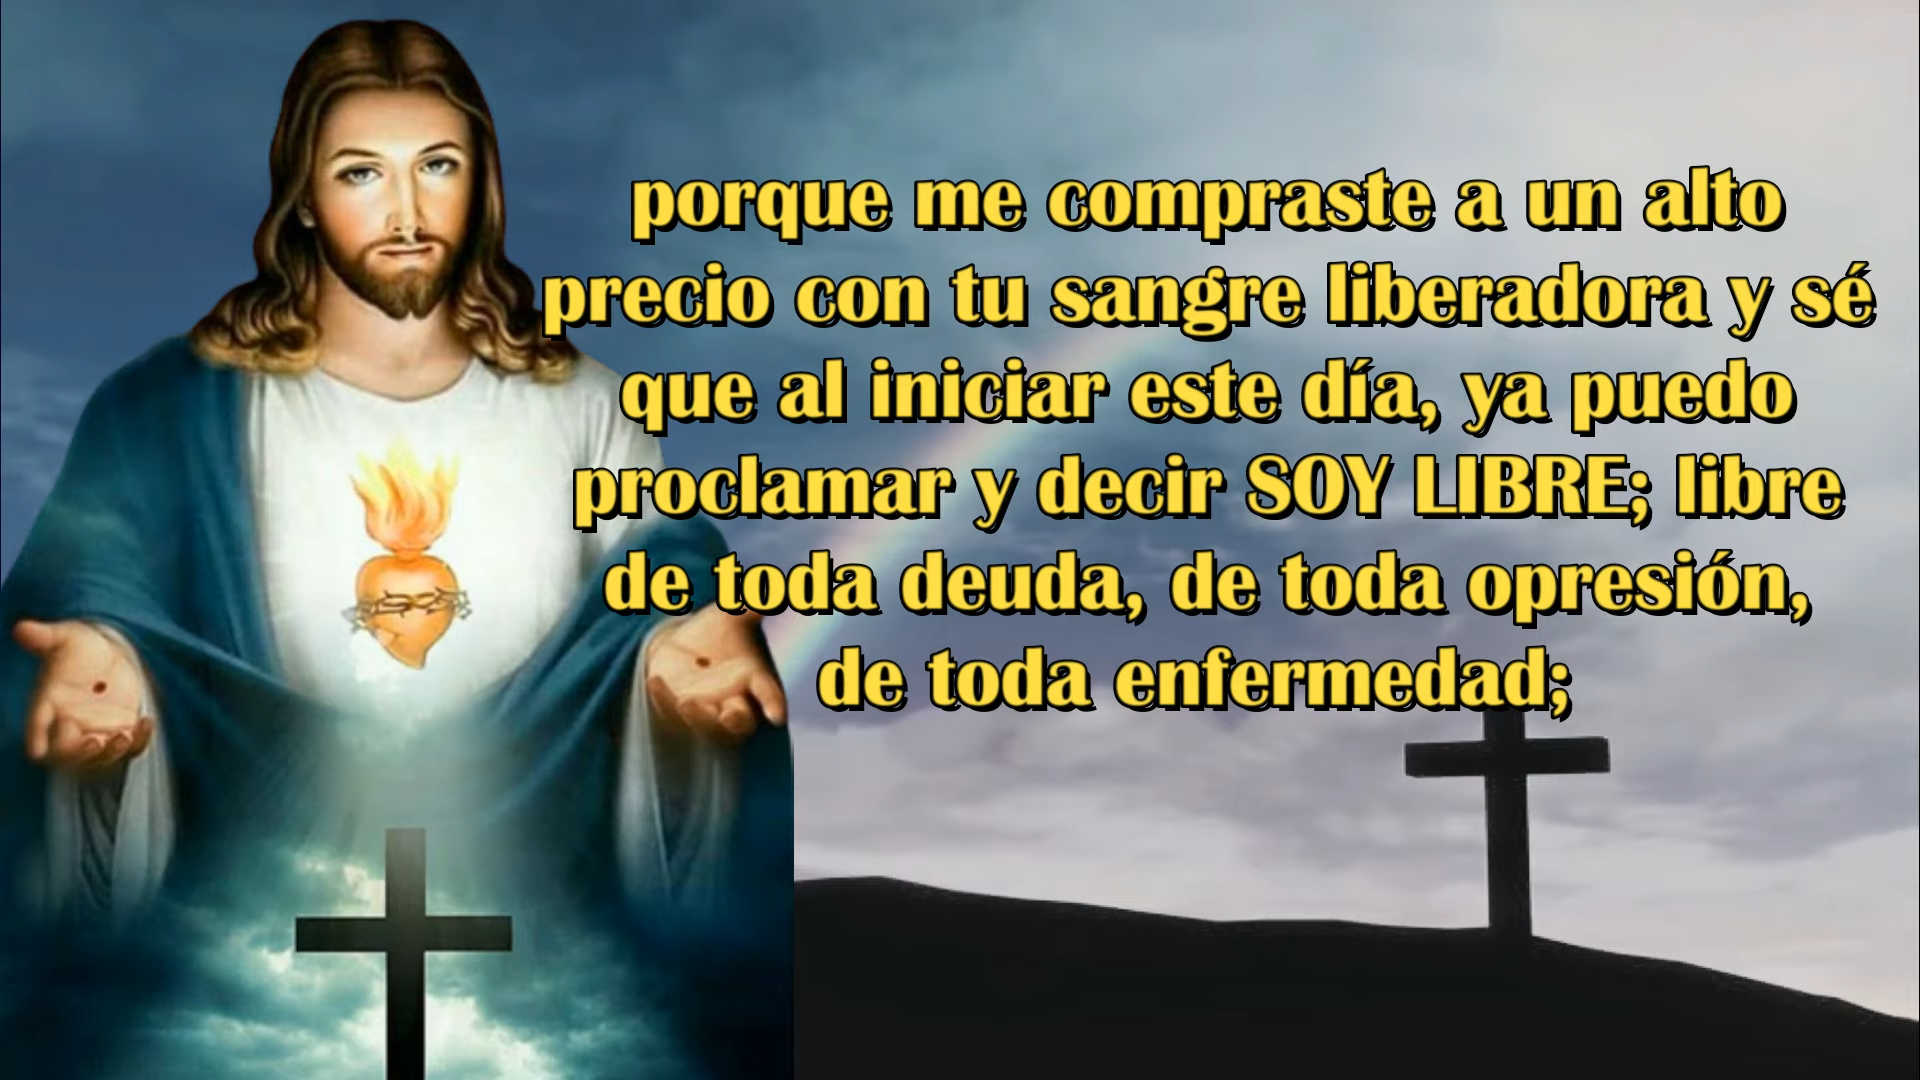 porque me compraste a un alto
precio con tu sangre liberadora y sé
que al iniciar este día, ya puedo
proclamar y decir SOY LIBRE; libre
de toda deuda, de toda opresión,
de toda enfermedad;